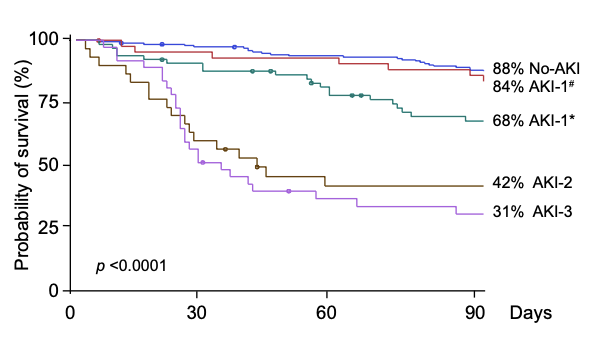 Probability of survival (%)
100
75
50
25
0
88% No-AKI
84% AKI-1#
68% AKI-1*
42% AKI-2
31% AKI-3
p <0.0001
0 30 60 90 Days